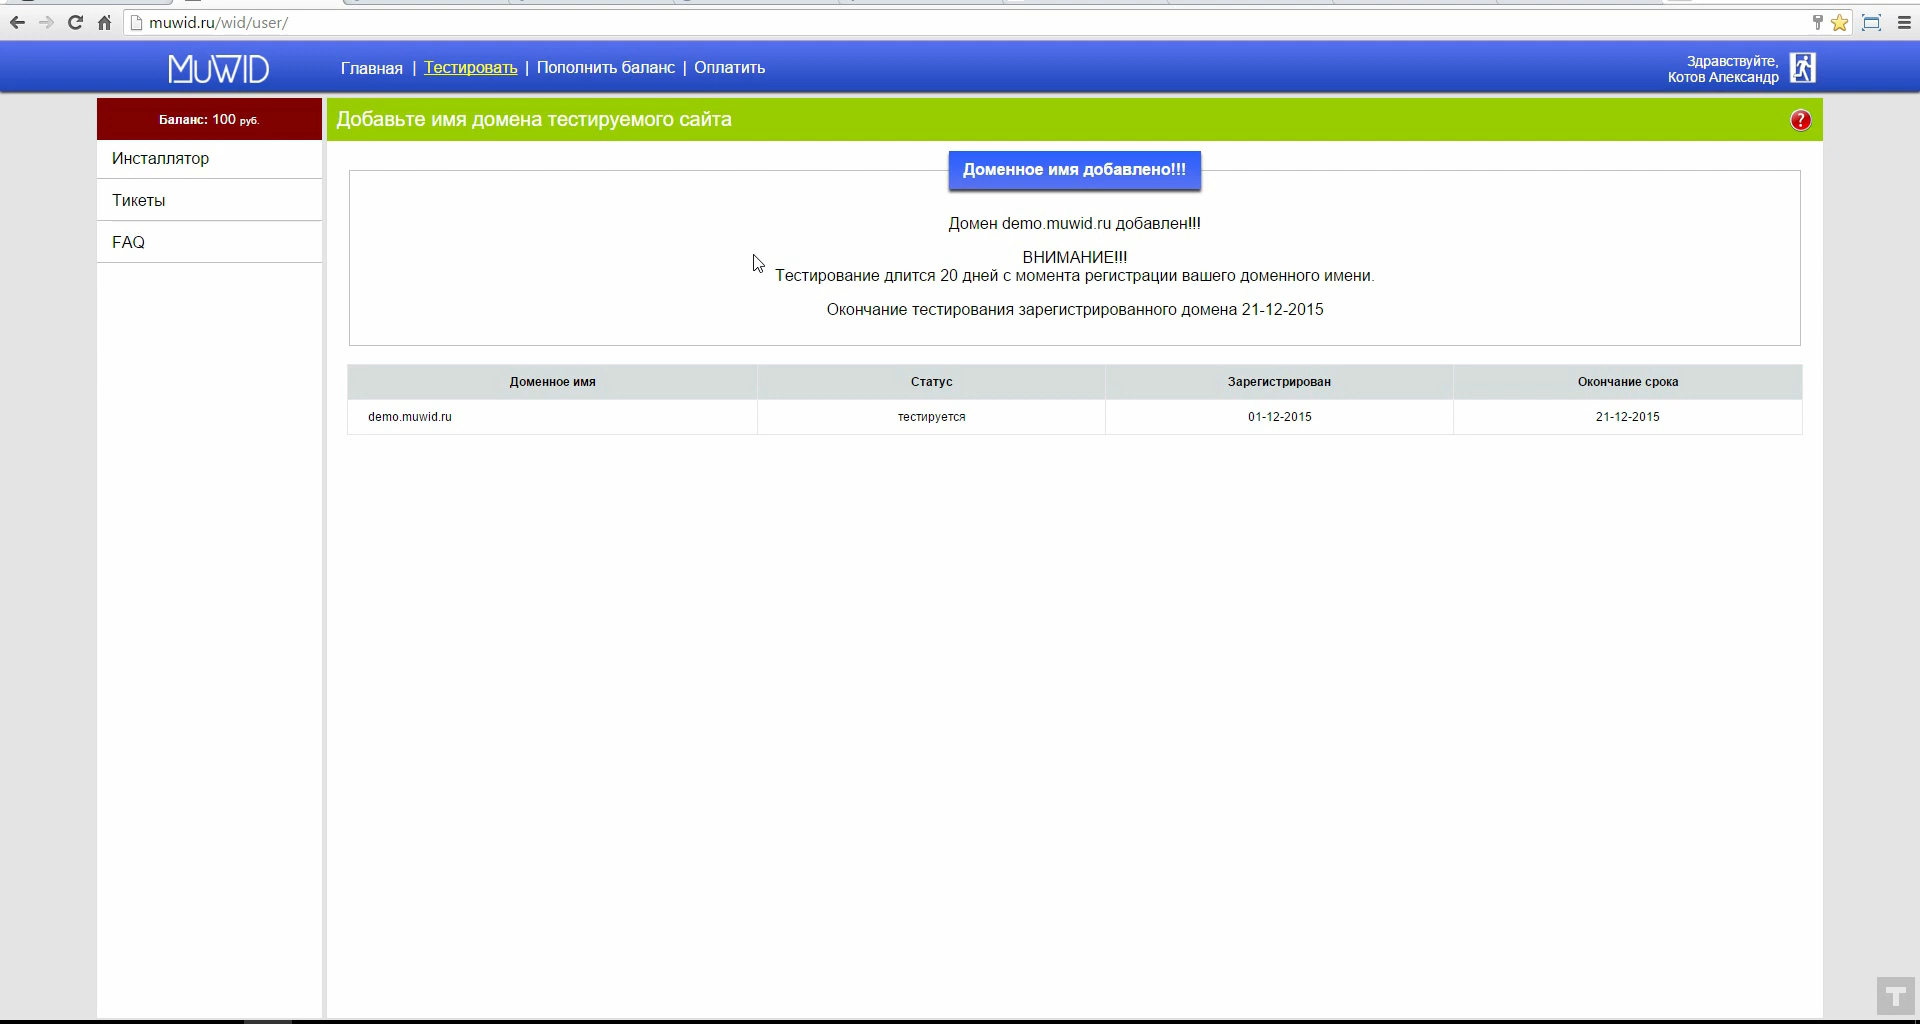 muwid.ru/wid/user/
MUWID
Главная | Тестировать | Пополнить баланс | Оплатить
Здравствуйте,
Котов Александр
Баланс: 100 руб.
Добавьте имя домена тестируемого сайта
?
Инсталлятор
Тикеты
FAQ
Доменное имя добавлено!!!
Домен demo.muwid.ru добавлен!!!
ВНИМАНИЕ!!!
Тестирование длится 20 дней с момента регистрации вашего доменного имени.
Окончание тестирования зарегистрированного домена 21-12-2015
Доменное имя Статус Зарегистрирован Окончание срока
demo.muwid.ru тестируется 01-12-2015 21-12-2015
T